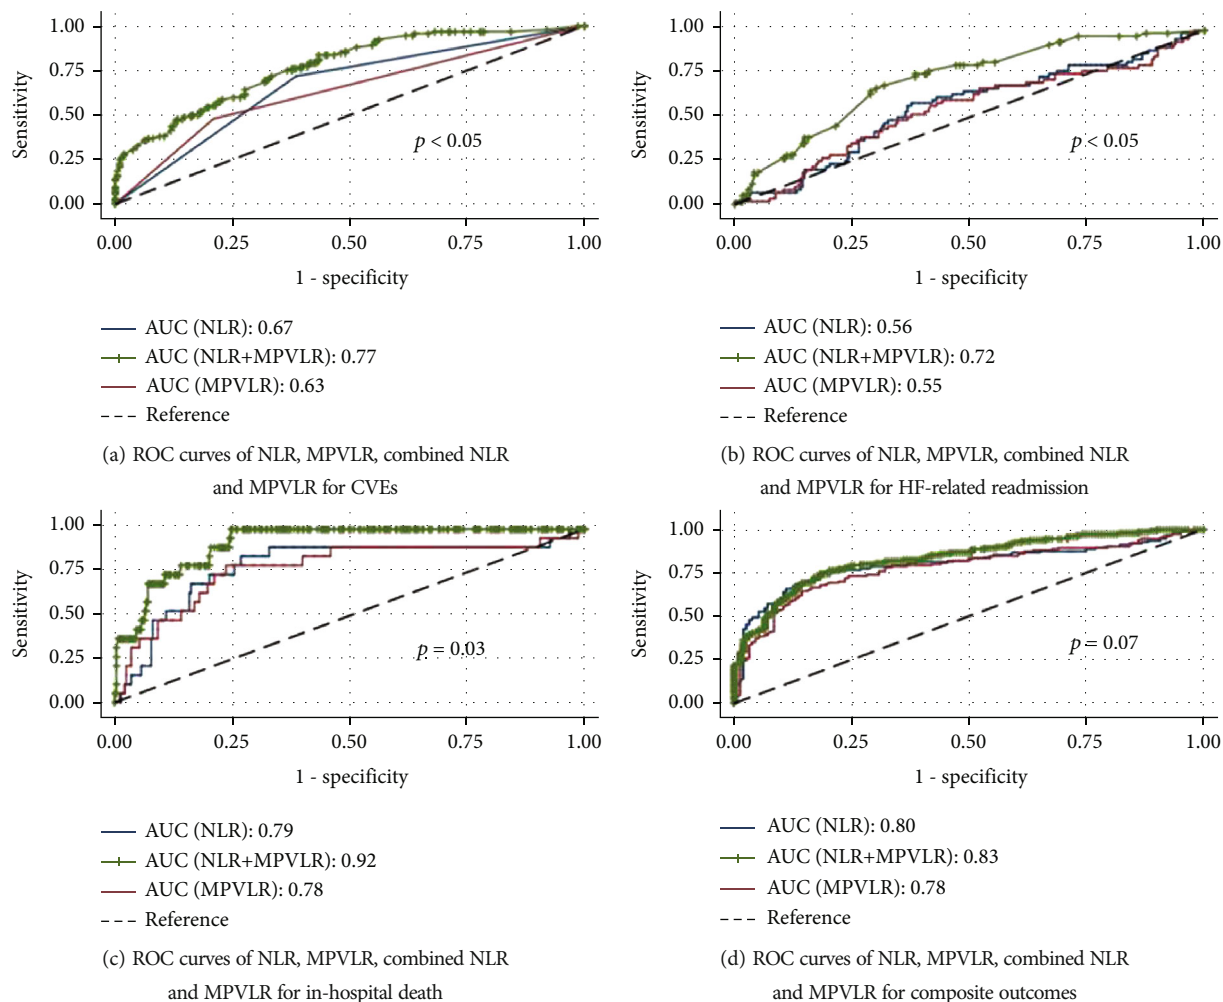 1.00
0.75
0.50
0.25
0.00
Sensitivity
p < 0.05
0.00 0.25 0.50 0.75 1.00
1 - specificity
AUC (NLR): 0.67
AUC (NLR+MPVLR): 0.77
AUC (MPVLR): 0.63
Reference
(a) ROC curves of NLR, MPVLR, combined NLR
and MPVLR for CVEs
1.00
0.75
0.50
0.25
0.00
Sensitivity
p < 0.05
0.00 0.25 0.50 0.75 1.00
1 - specificity
AUC (NLR): 0.56
AUC (NLR+MPVLR): 0.72
AUC (MPVLR): 0.55
Reference
(b) ROC curves of NLR, MPVLR, combined NLR
and MPVLR for HF-related readmission
1.00
0.75
0.50
0.25
0.00
Sensitivity
p = 0.03
0.00 0.25 0.50 0.75 1.00
1 - specificity
AUC (NLR): 0.79
AUC (NLR+MPVLR): 0.92
AUC (MPVLR): 0.78
Reference
(c) ROC curves of NLR, MPVLR, combined NLR
and MPVLR for in-hospital death
1.00
0.75
0.50
0.25
0.00
Sensitivity
p = 0.07
0.00 0.25 0.50 0.75 1.00
1 - specificity
AUC (NLR): 0.80
AUC (NLR+MPVLR): 0.83
AUC (MPVLR): 0.78
Reference
(d) ROC curves of NLR, MPVLR, combined NLR
and MPVLR for composite outcomes